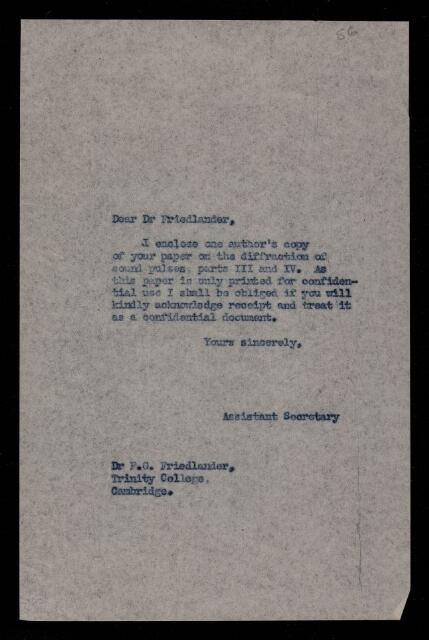 56
Dear Dr Friedlander,
I enclose one author's copy
of your paper on the diffraction of
sound pulses, parts III and IV. As
this paper is only printed for confiden-
tial use I shall be obliged if you will
kindly acknowledge receipt and treat it
as a confidential document.
Yours sincerely,
Assistant Secretary
Dr F.G. Friedlander,
Trinity College,
Cambridge.